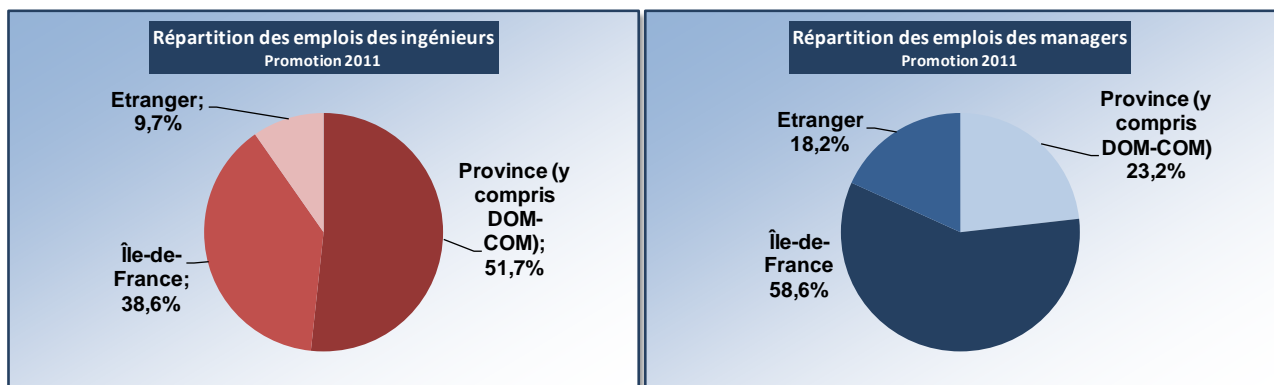 Répartition des emplois des ingénieurs
Promotion 2011
Etranger;
9,7%
Province (y
compris
DOM-
COM);
51,7%
Île-de-
France;
38,6%
Répartition des emplois des managers
Promotion 2011
Etranger
18,2%
Province (y
compris
DOM-COM)
23,2%
Île-de-
France
58,6%